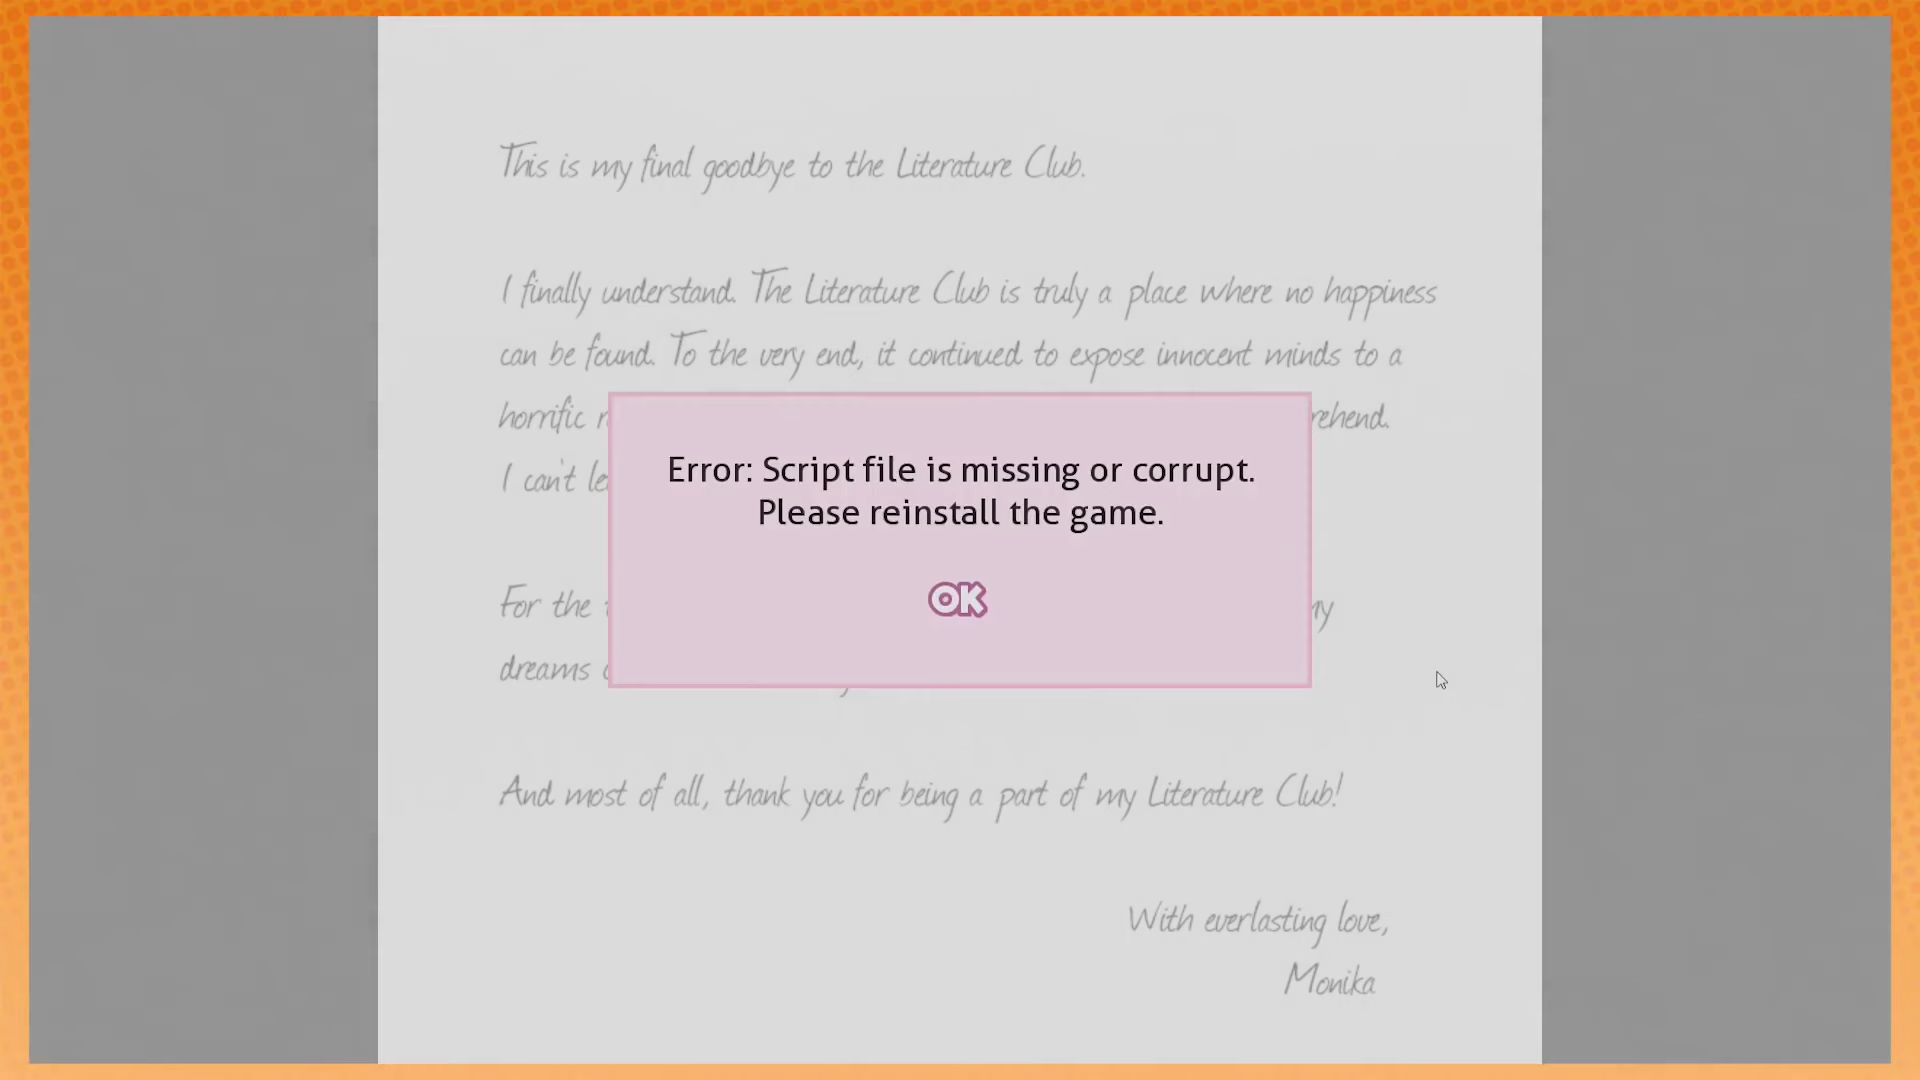 This is my final goodbye to the Literature Club.
I finally understand. The Literature Club is truly a place where no happiness
can be found. To the very end, it continued to expose innocent minds to a
horrific
I can't
Error: Script file is missing or corrupt.
Please reinstall the game.
OK
For the
dreams
And most of all, thank you for being a part of my Literature Club!
With everlasting love,
Monika